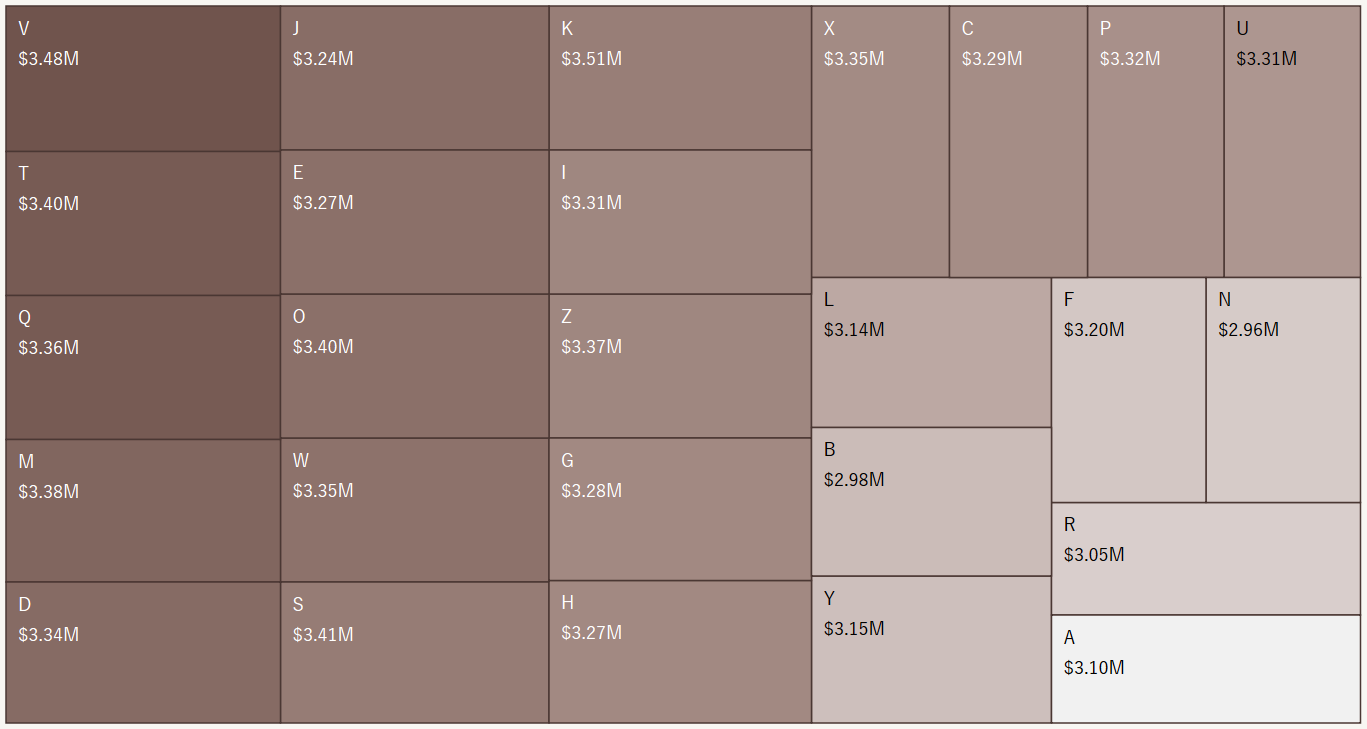 V
$3.48M
T
$3.40M
Q
$3.36M
M
$3.38M
D
$3.34M
J
$3.24M
E
$3.27M
O
$3.40M
W
$3.35M
S
$3.41M
K
$3.51M
I
$3.31M
Z
$3.37M
G
$3.28M
H
$3.27M
X
$3.35M
C
$3.29M
P
$3.32M
U
$3.31M
L
$3.14M
B
$2.98M
Y
$3.15M
F
$3.20M
N
$2.96M
R
$3.05M
A
$3.10M